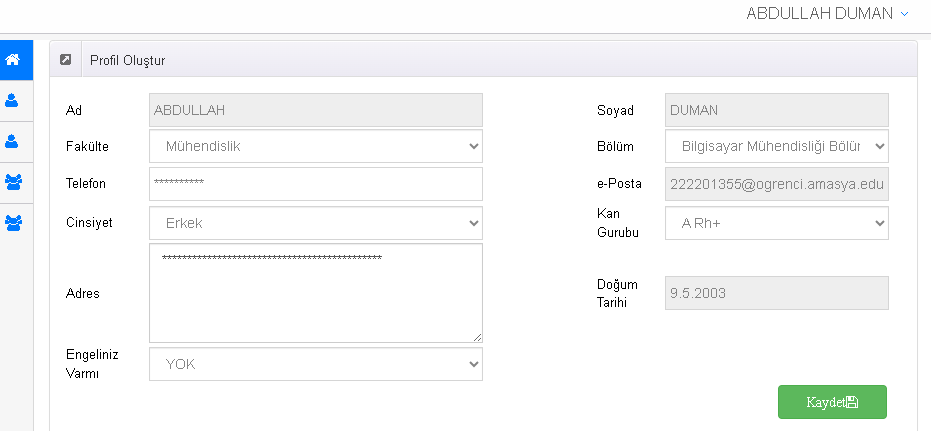 ABDULLAH DUMAN
Profil Oluştur
Ad ABDULLAH Soyad DUMAN
Fakülte Mühendislik Bölüm Bilgisayar Mühendisliği Bölür
Telefon ********** e-Posta 222201355@ogrenci.amasya.edu
Cinsiyet Erkek Kan Gurubu A Rh+
Adres ******************************************** Doğum Tarihi 9.5.2003
Engeliniz Varmı YOK
Kaydet